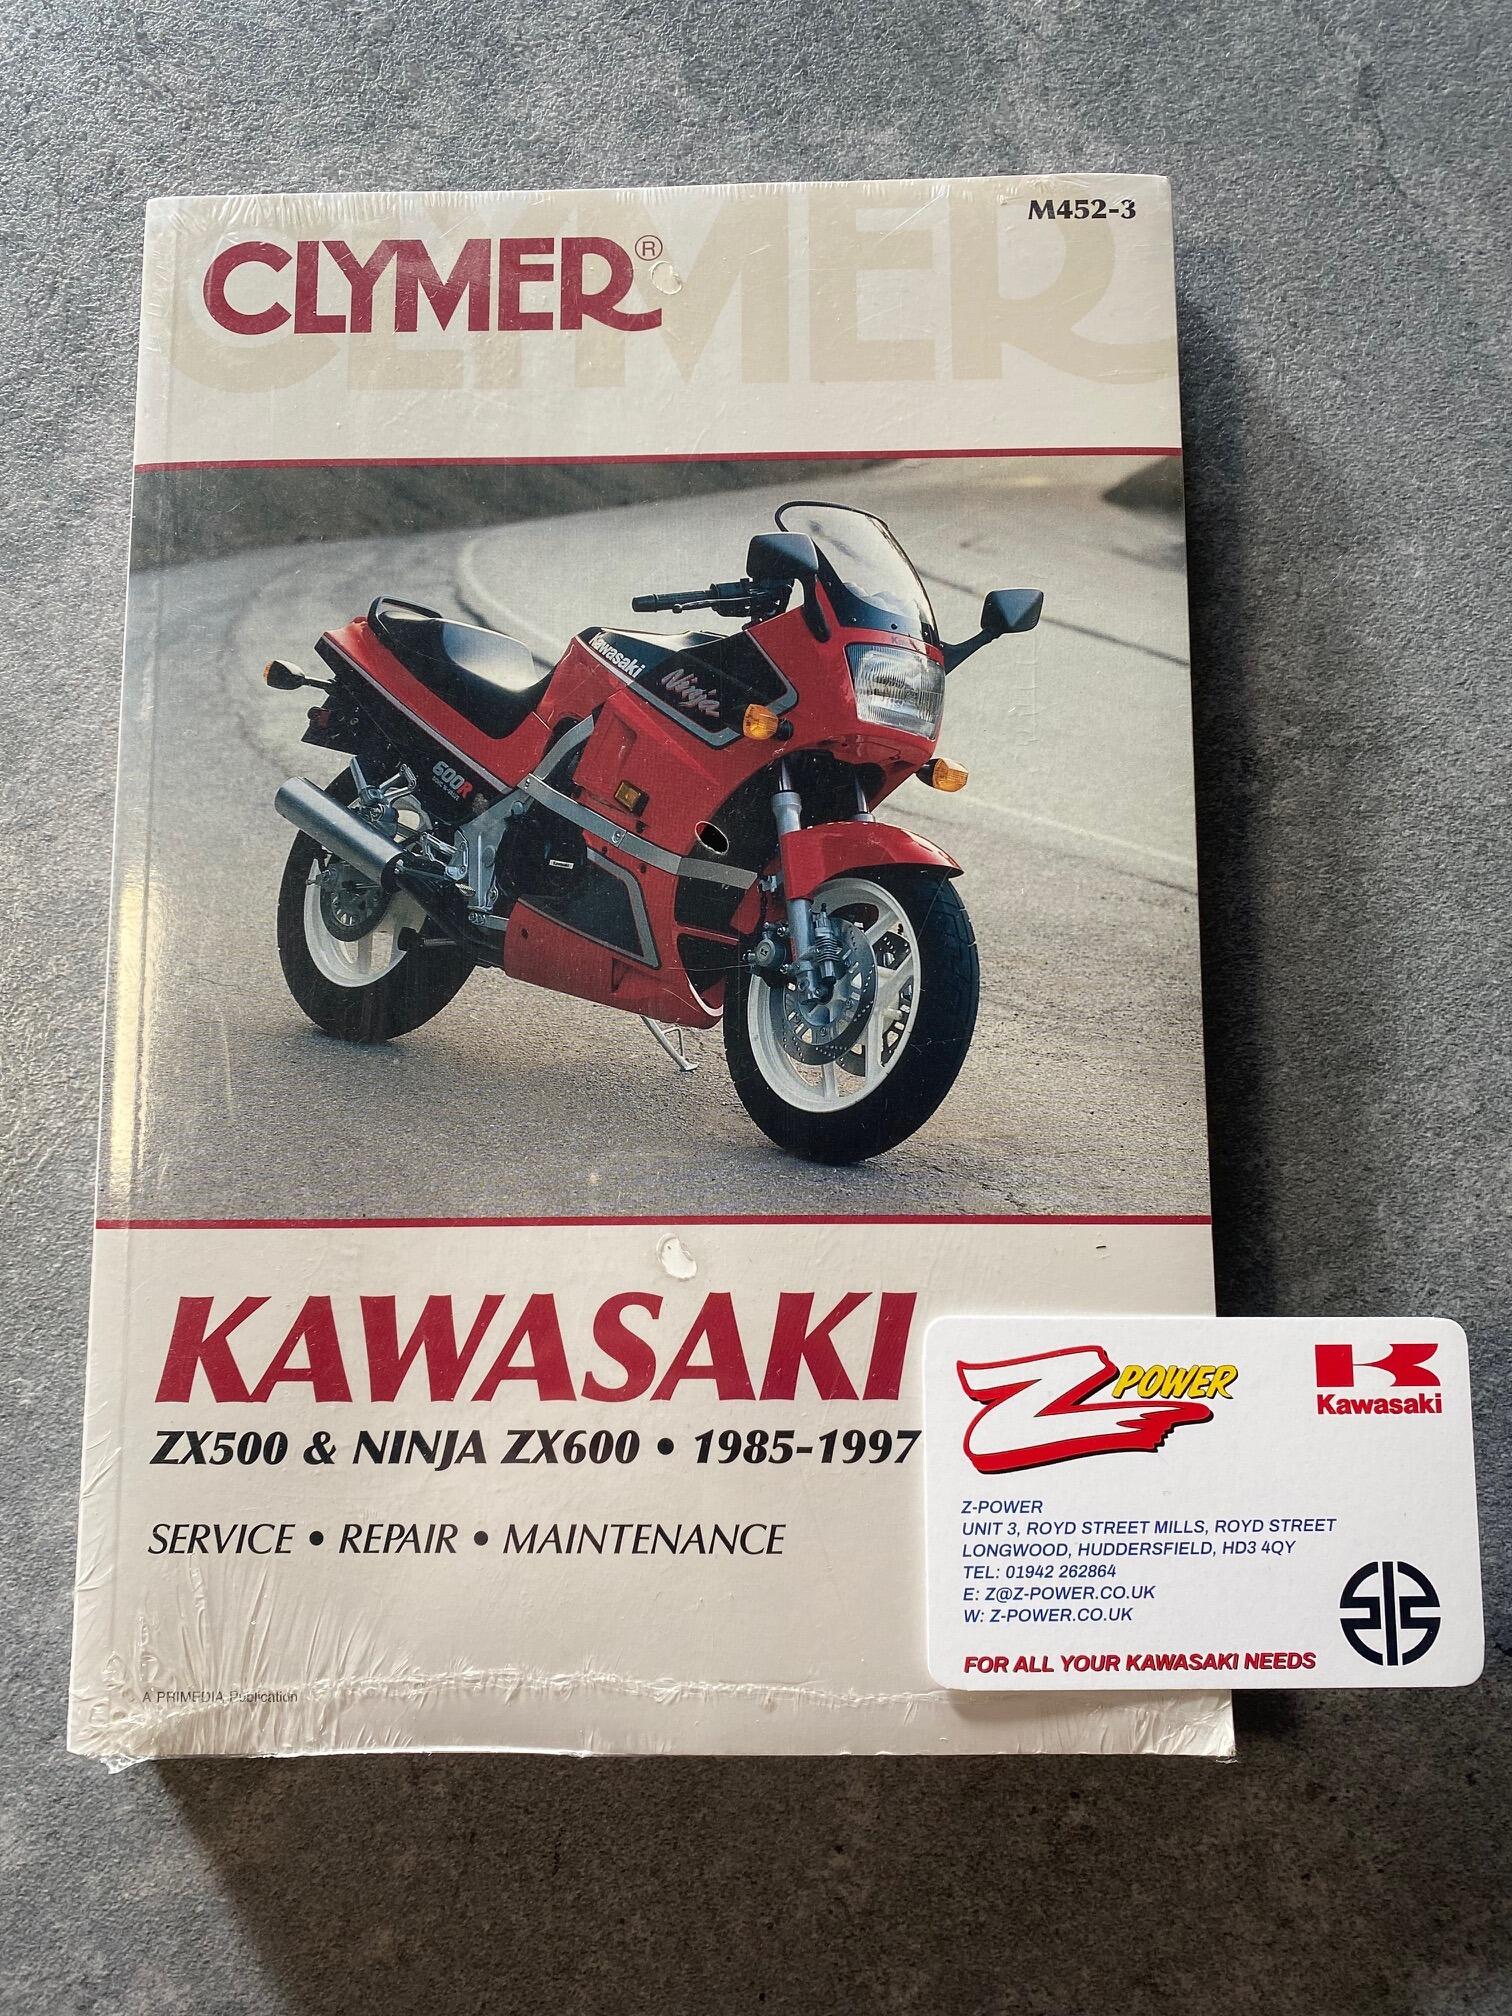 M452-3
CLYMER®
CLYMER
Kawasaki
Ninja
600R
KAWASAKI
ZX500 & NINJA ZX600 • 1985-1997
SERVICE • REPAIR • MAINTENANCE
A PRIMEDIA Publication
Z POWER
Kawasaki
Z-POWER
UNIT 3, ROYD STREET MILLS, ROYD STREET
LONGWOOD, HUDDERSFIELD, HD3 4QY
TEL: 01942 262864
E: Z@Z-POWER.CO.UK
W: Z-POWER.CO.UK
FOR ALL YOUR KAWASAKI NEEDS